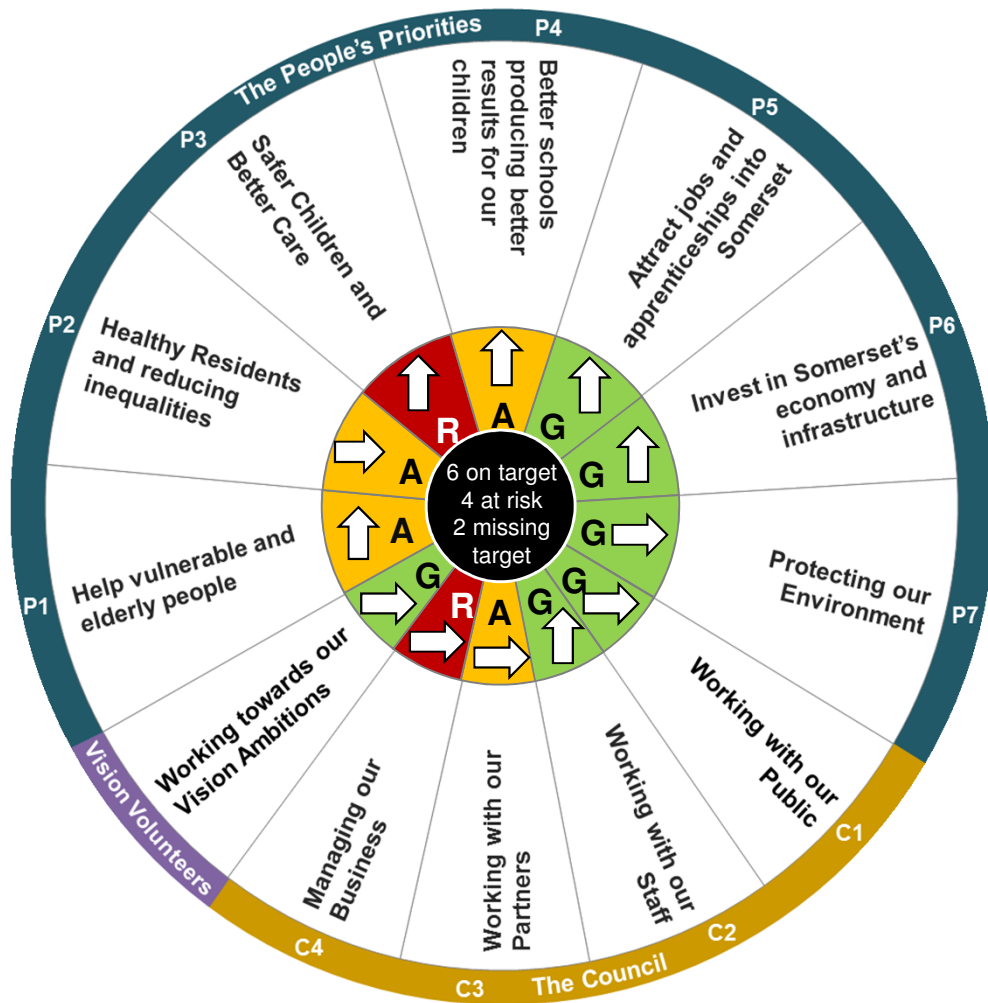 The People's Priorities
P1
Help vulnerable and
elderly people
A
P2
Healthy Residents
and reducing
inequalities
A
P3
Safer Children and
Better Care
R
P4
Better schools
producing better
results for our
children
A
P5
Attract jobs and
apprenticeships into
Somerset
G
P6
Invest in Somerset's
economy and
infrastructure
G
P7
Protecting our
Environment
G
The Council
C1
Working with our
Public
G
C2
Working with our
Staff
G
C3
Working with our
Partners
A
C4
Managing our
Business
R
Vision Volunteers
Working towards our
Vision Ambitions
G
6 on target
4 at risk
2 missing
target